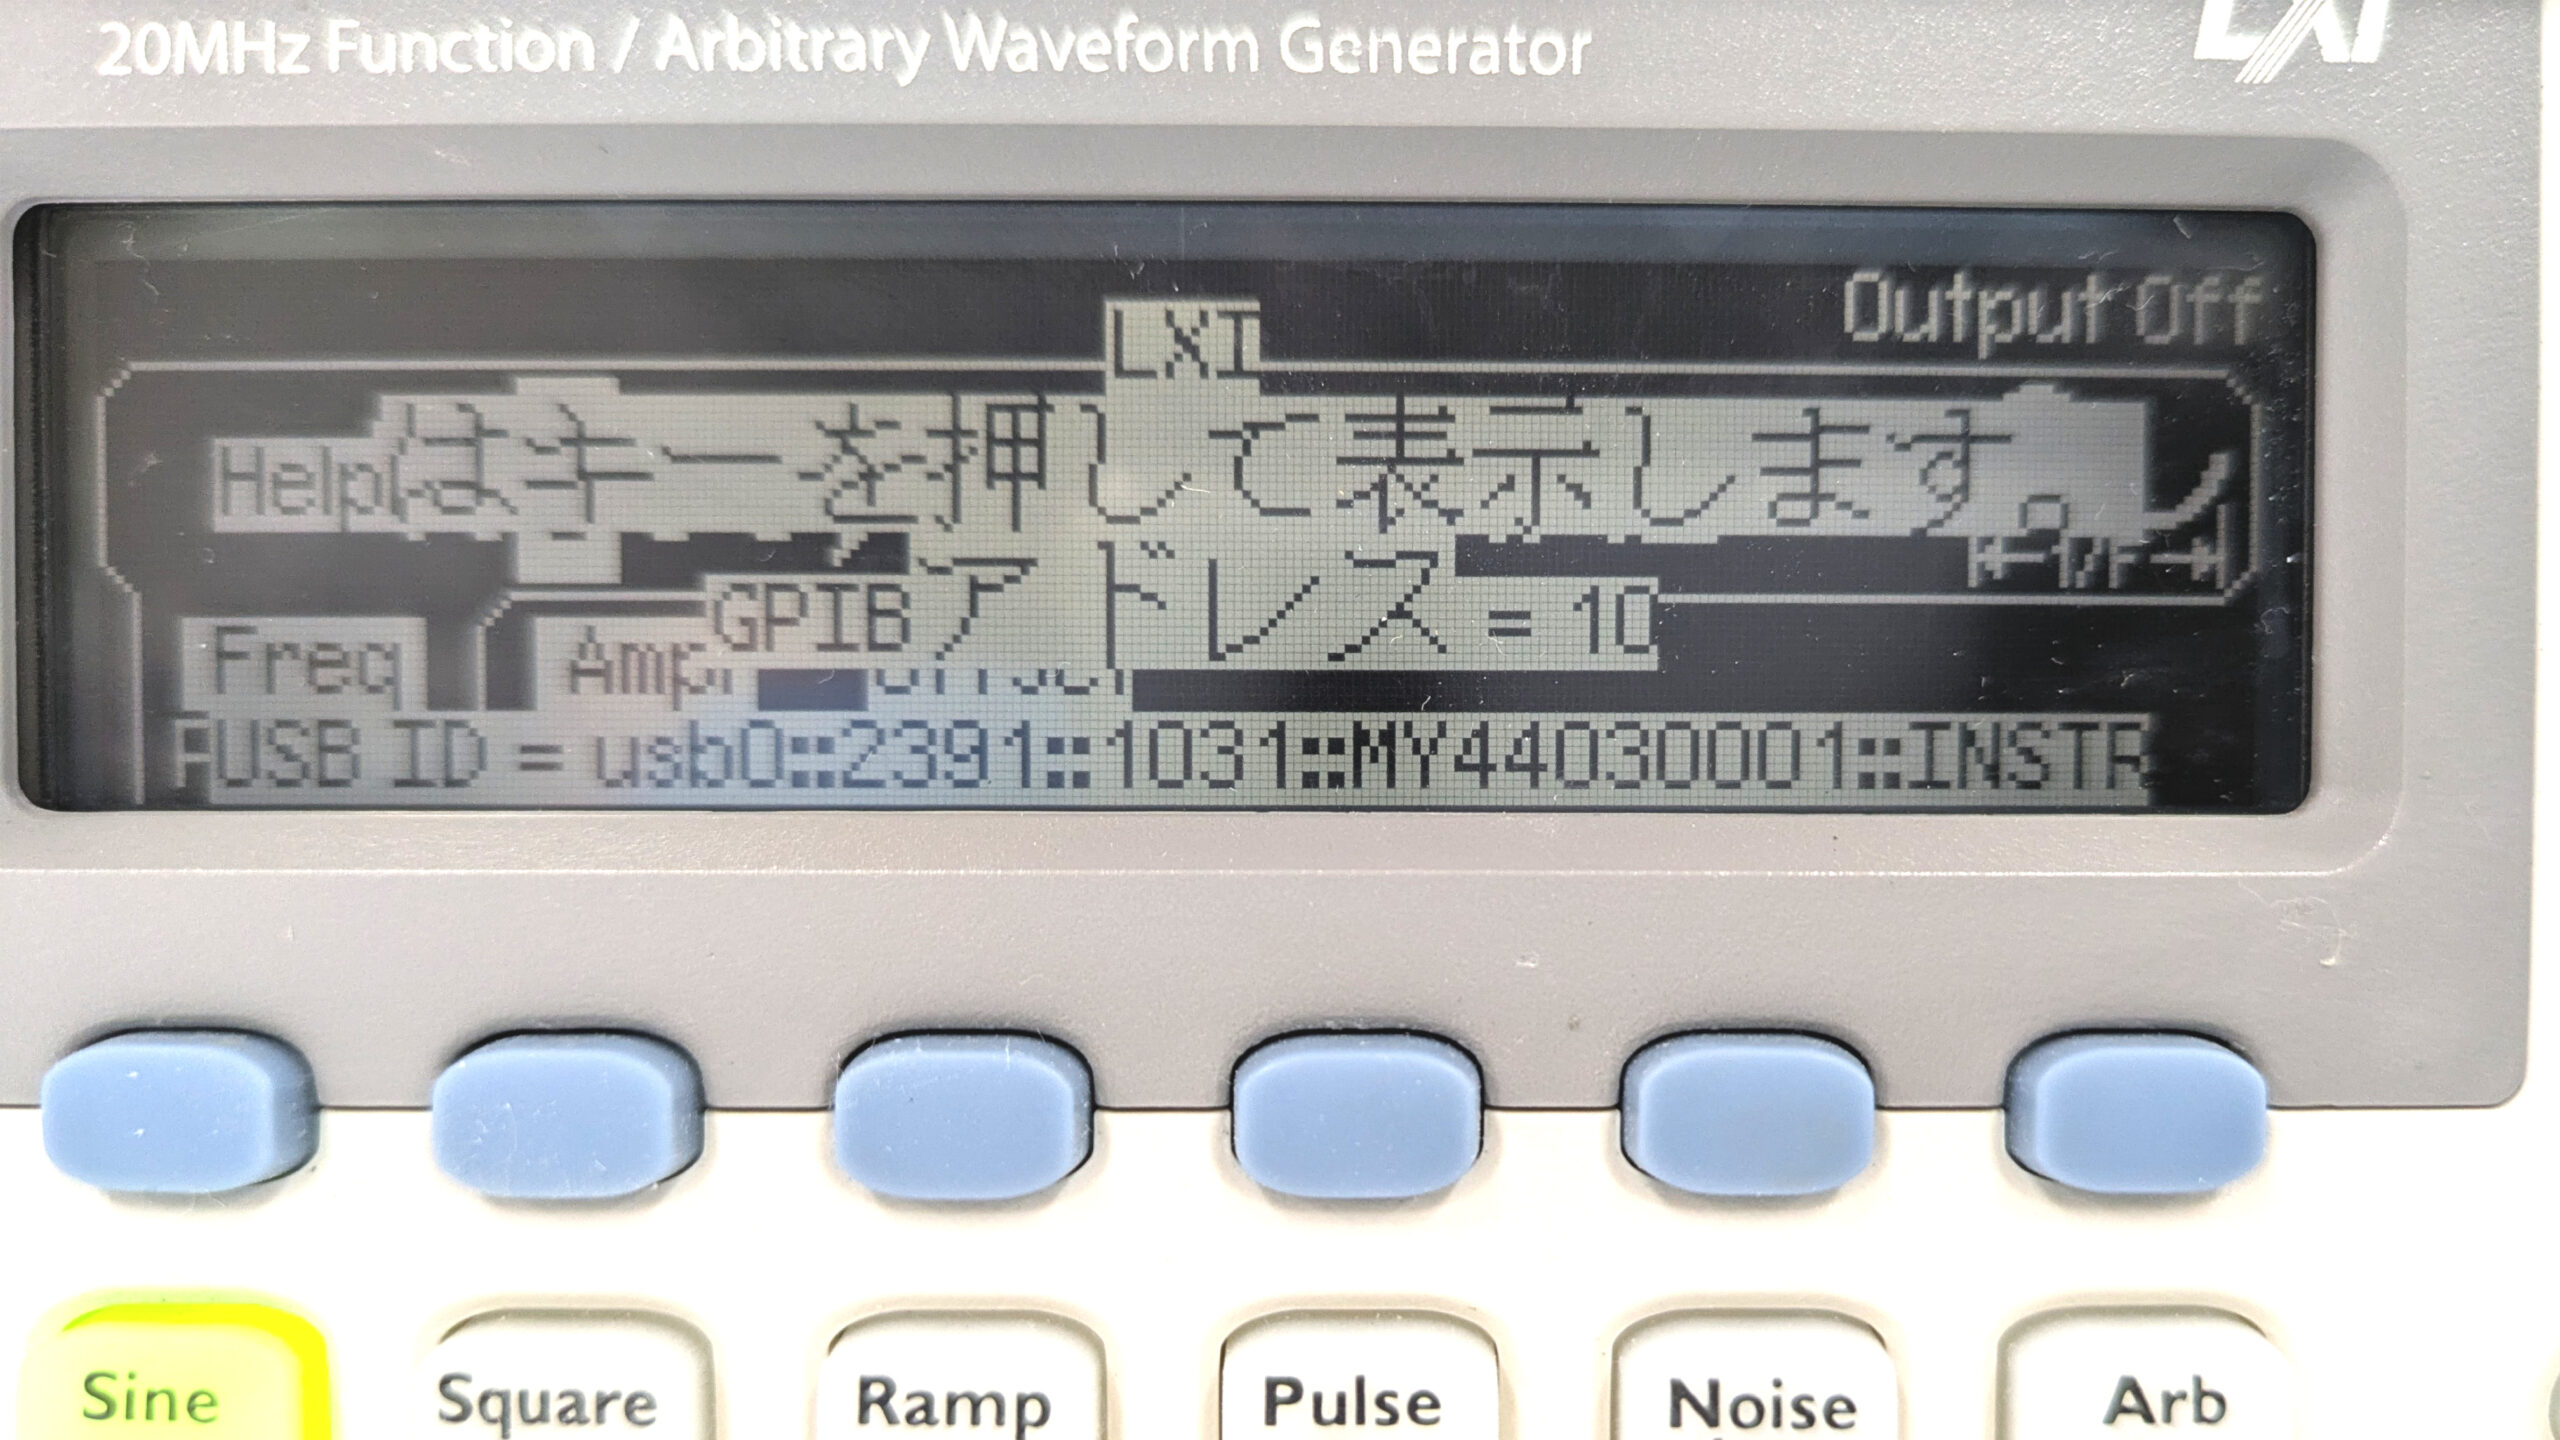 20MHz Function / Arbitrary Waveform Generator
LXI
Output Off
LXI
Helpはキーを押して表示します。
GPIBアドレス = 10
Freq
Ampl
USB ID = usb0::2391::1031::MY44030001::INSTR
Sine
Square
Ramp
Pulse
Noise
Arb